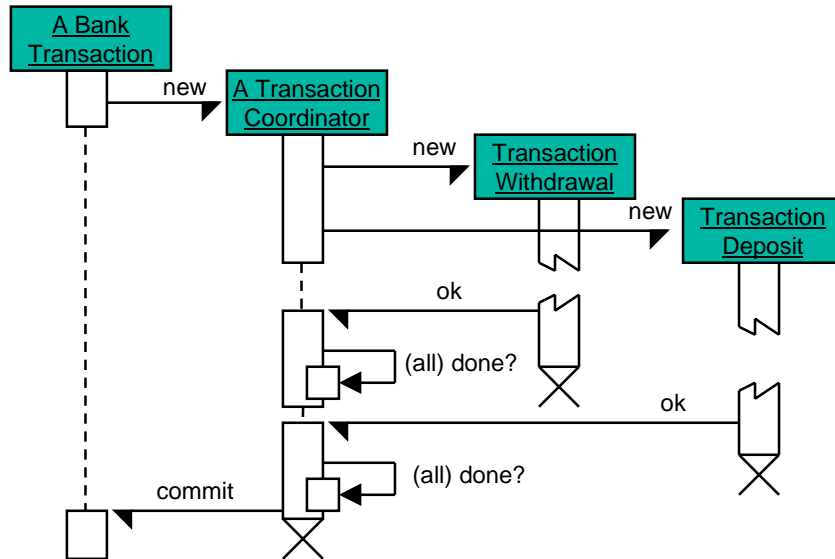 A Bank
Transaction
new
A Transaction
Coordinator
new
Transaction
Withdrawal
new
Transaction
Deposit
ok
(all) done?
ok
(all) done?
commit